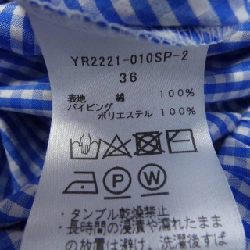 YR2221-010SP-2
36
表地 綿 100%
パイピング
ポリエステル 100%
P W
・タンブル乾燥禁止
・長時間の浸漬や濡れたまま
の放置は避け、洗濯後すぐ